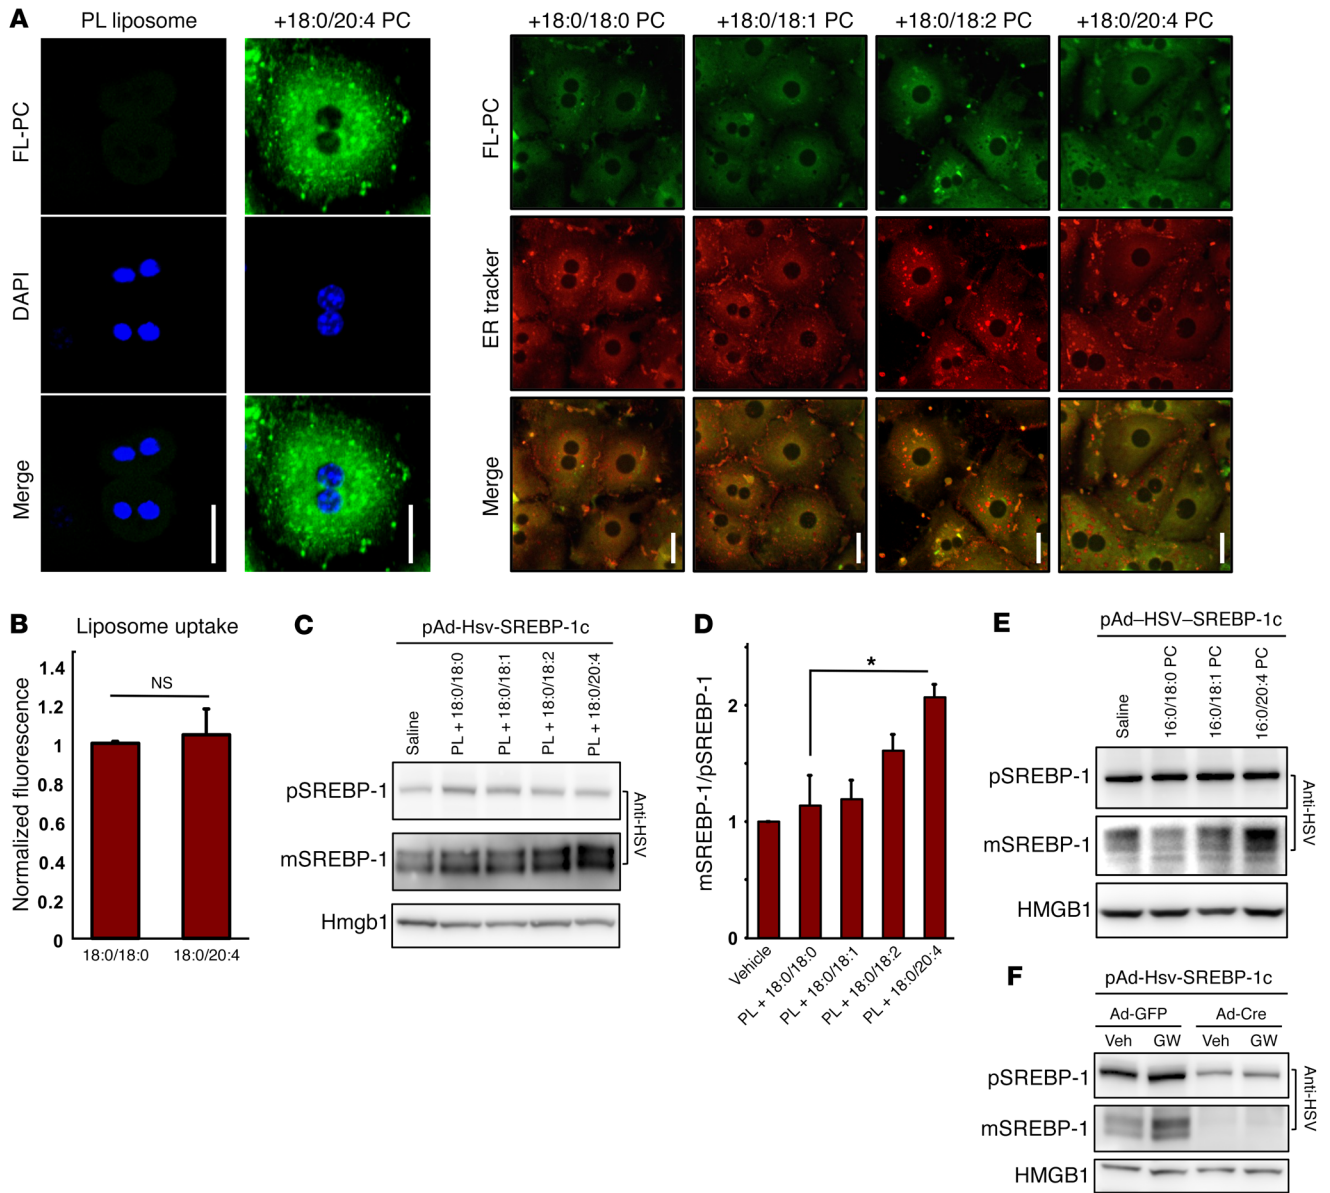 A
PL liposome
+18:0/20:4 PC
+18:0/18:0 PC
+18:0/18:1 PC
+18:0/18:2 PC
+18:0/20:4 PC
FL-PC
DAPI
Merge
FL-PC
ER tracker
Merge
B
Liposome uptake
Normalized fluorescence
1.4
1.2
1
0.8
0.6
0.4
0.2
0
NS
18:0/18:0
18:0/20:4
C
pAd-Hsv-SREBP-1c
Saline
PL + 18:0/18:0
PL + 18:0/18:1
PL + 18:0/18:2
PL + 18:0/20:4
pSREBP-1
mSREBP-1
Hmgb1
Anti-HSV
D
mSREBP-1/pSREBP-1
2
1
0
*
Vehicle
PL + 18:0/18:0
PL + 18:0/18:1
PL + 18:0/18:2
PL + 18:0/20:4
E
pAd–HSV–SREBP-1c
Saline
16:0/18:0 PC
16:0/18:1 PC
16:0/20:4 PC
pSREBP-1
mSREBP-1
HMGB1
Anti-HSV
F
pAd-Hsv-SREBP-1c
Ad-GFP
Ad-Cre
Veh
GW
Veh
GW
pSREBP-1
mSREBP-1
HMGB1
Anti-HSV